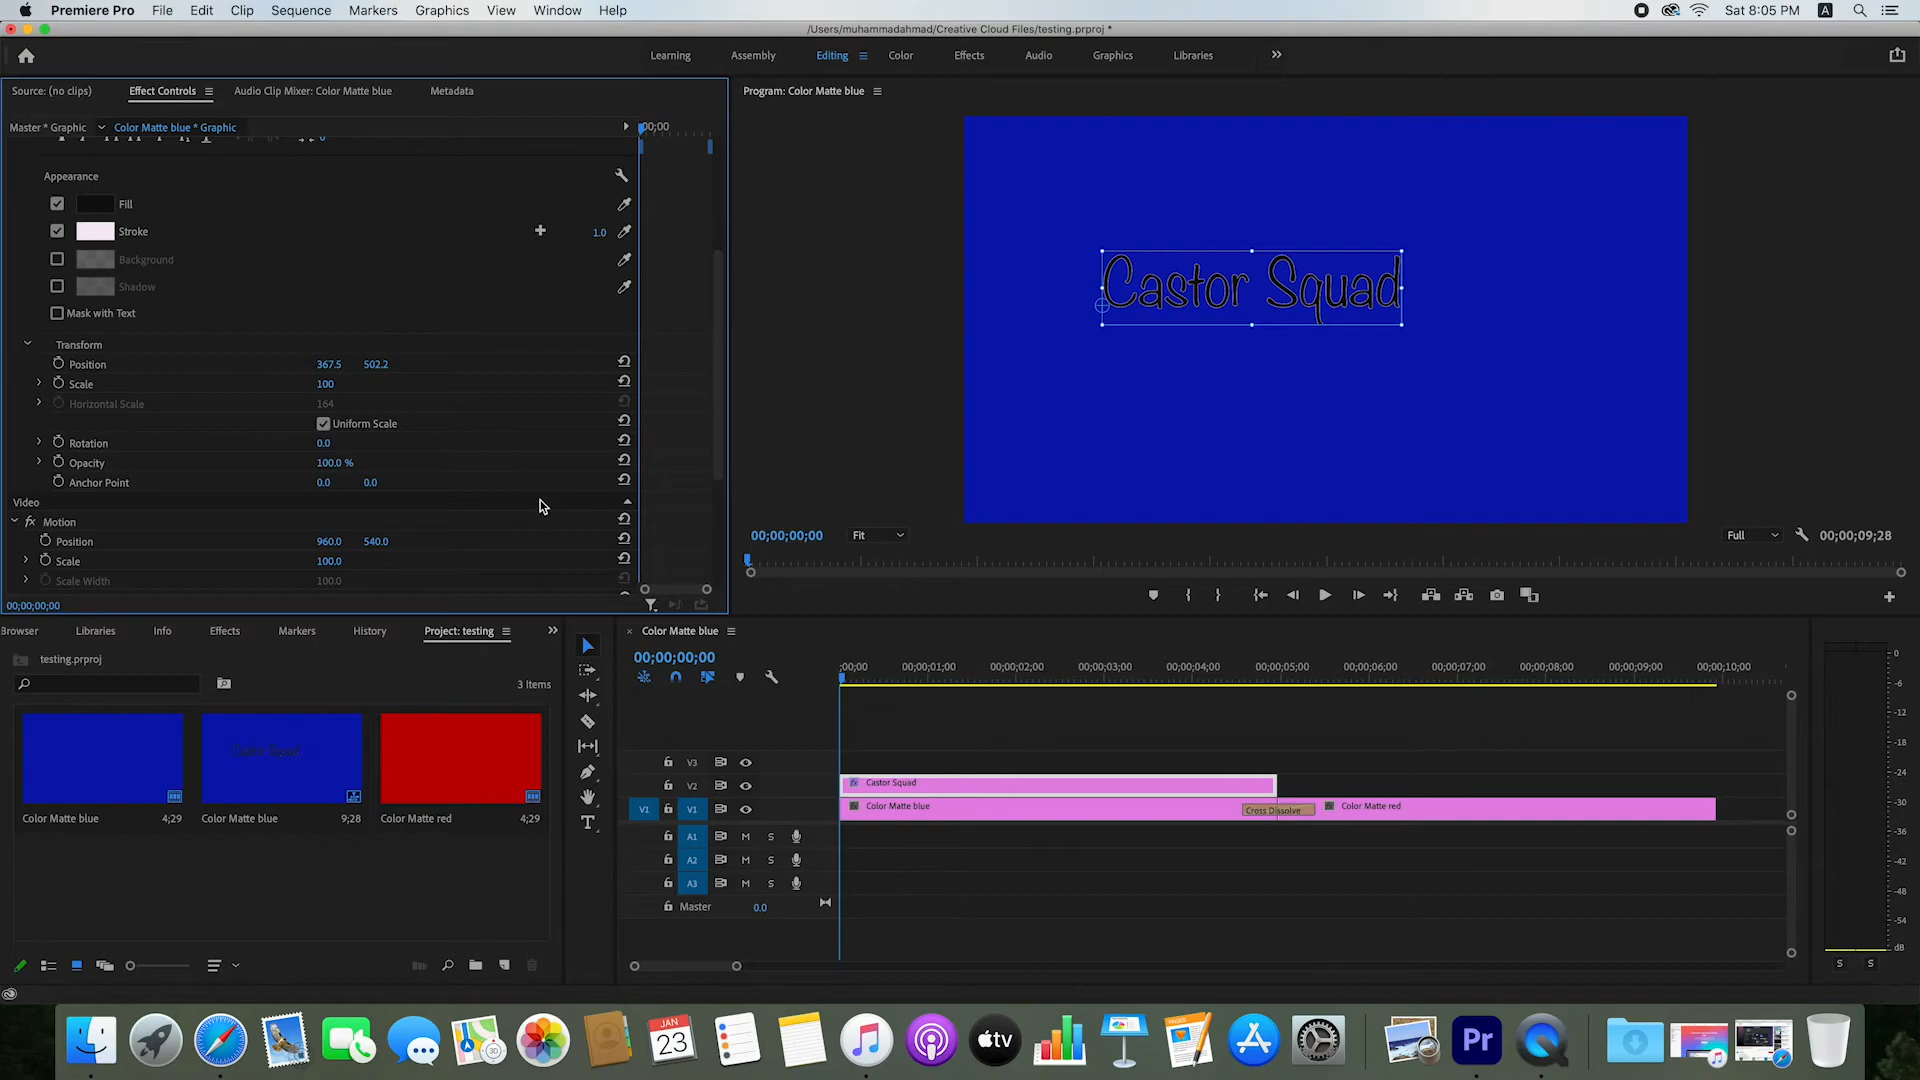 Premiere Pro File Edit Clip Sequence Markers Graphics View Window Help Sat 8:05 PM A
/Users/muhammadahmad/Creative Cloud Files/testing.prproj *
Learning Assembly Editing Color Effects Audio Graphics Libraries
Source: (no clips) Effect Controls Audio Clip Mixer: Color Matte blue Metadata
Program: Color Matte blue
Master * Graphic Color Matte blue * Graphic
;00;00
Appearance
Fill
Stroke 1.0
Background
Shadow
Mask with Text
Transform
Position 367.5 502.2
Scale 100
Horizontal Scale 164
Uniform Scale
Rotation 0.0
Opacity 100.0 %
Anchor Point 0.0 0.0
Video
fx Motion
Position 960.0 540.0
Scale 100.0
Scale Width 100.0
00;00;00;00
Castor Squad
00;00;00;00 Fit Full 00;00;09;28
Browser Libraries Info Effects Markers History Project: testing
testing.prproj
3 Items
Color Matte blue 4;29
Color Matte blue 9;28
Color Matte red 4;29
× Color Matte blue
00;00;00;00
;00;00 00;00;01;00 00;00;02;00 00;00;03;00 00;00;04;00 00;00;05;00 00;00;06;00 00;00;07;00 00;00;08;00 00;00;09;00 00;00;10;00
V3
V2 Castor Squad
V1 V1 Color Matte blue Cross Dissolve Color Matte red
A1 M S
A2 M S
A3 M S
Master 0.0
0
-6
-12
-18
-24
-30
-36
-42
-48
-54
dB
S S
JAN
23
3D
tv
Pr